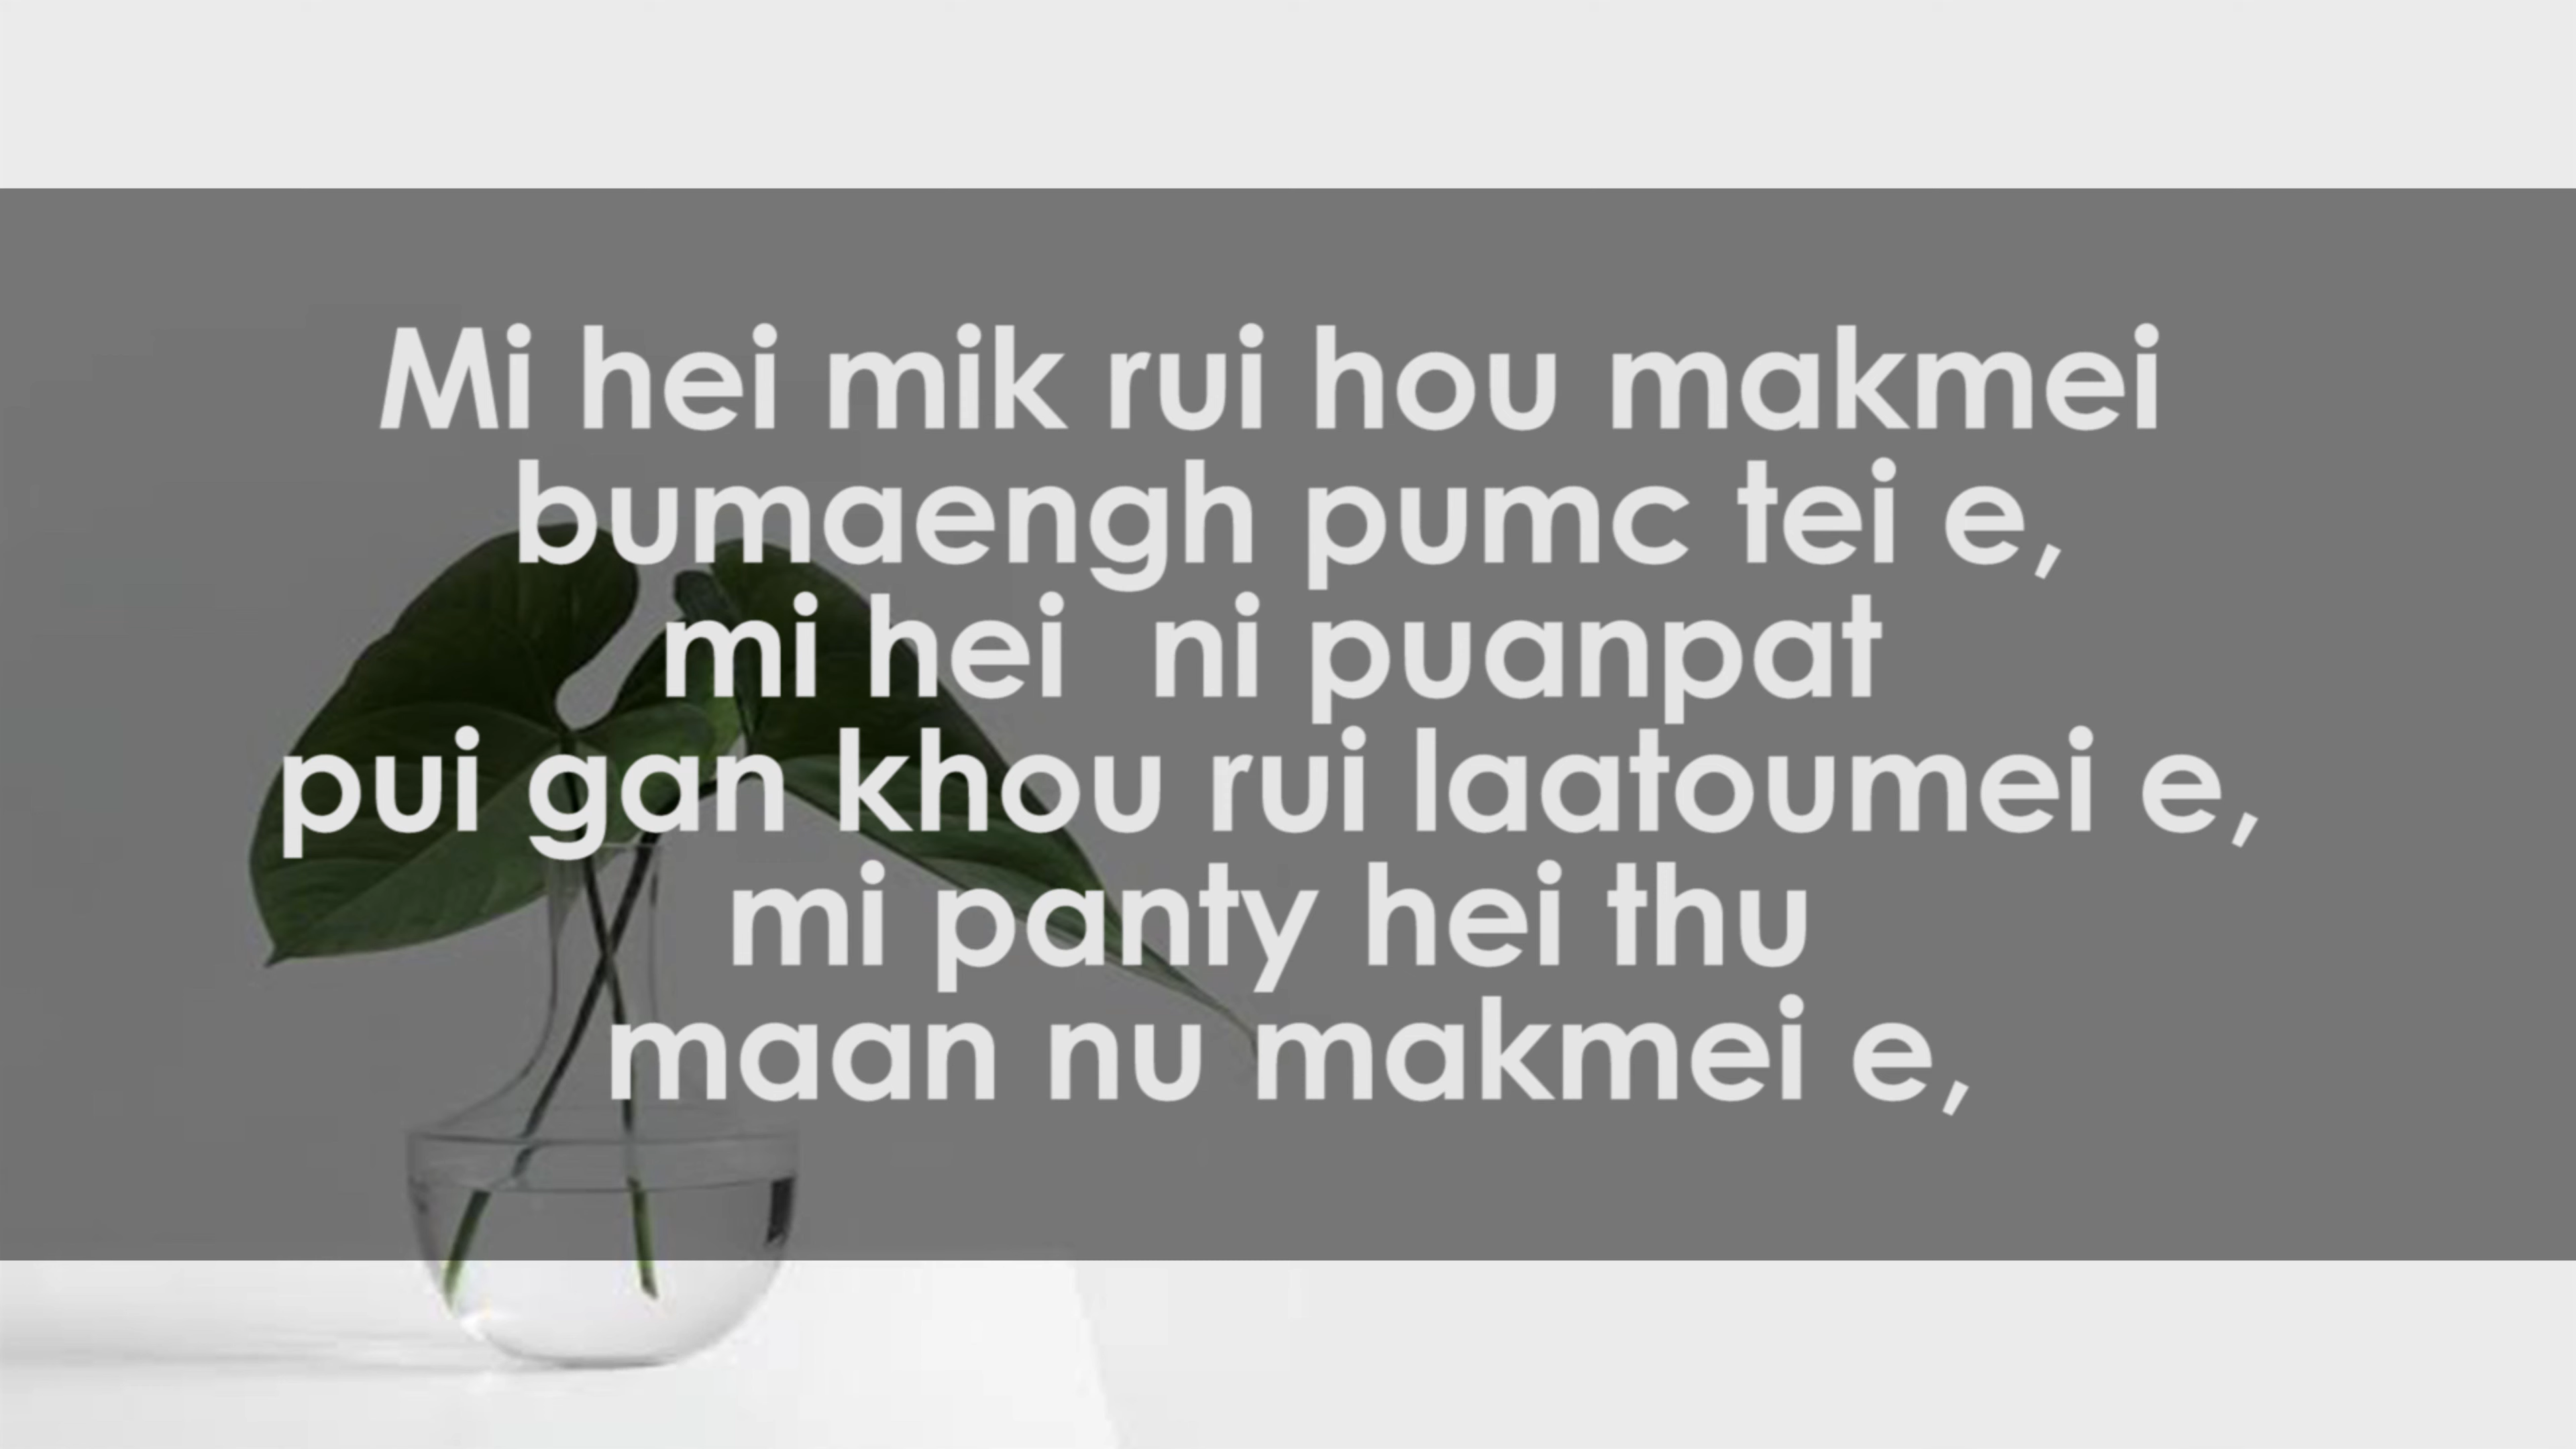 Mi hei mik rui hou makmei
bumaengh pumc tei e,
mi hei  ni puanpat
pui gan khou rui laatoumei e,
mi panty hei thu
maan nu makmei e,